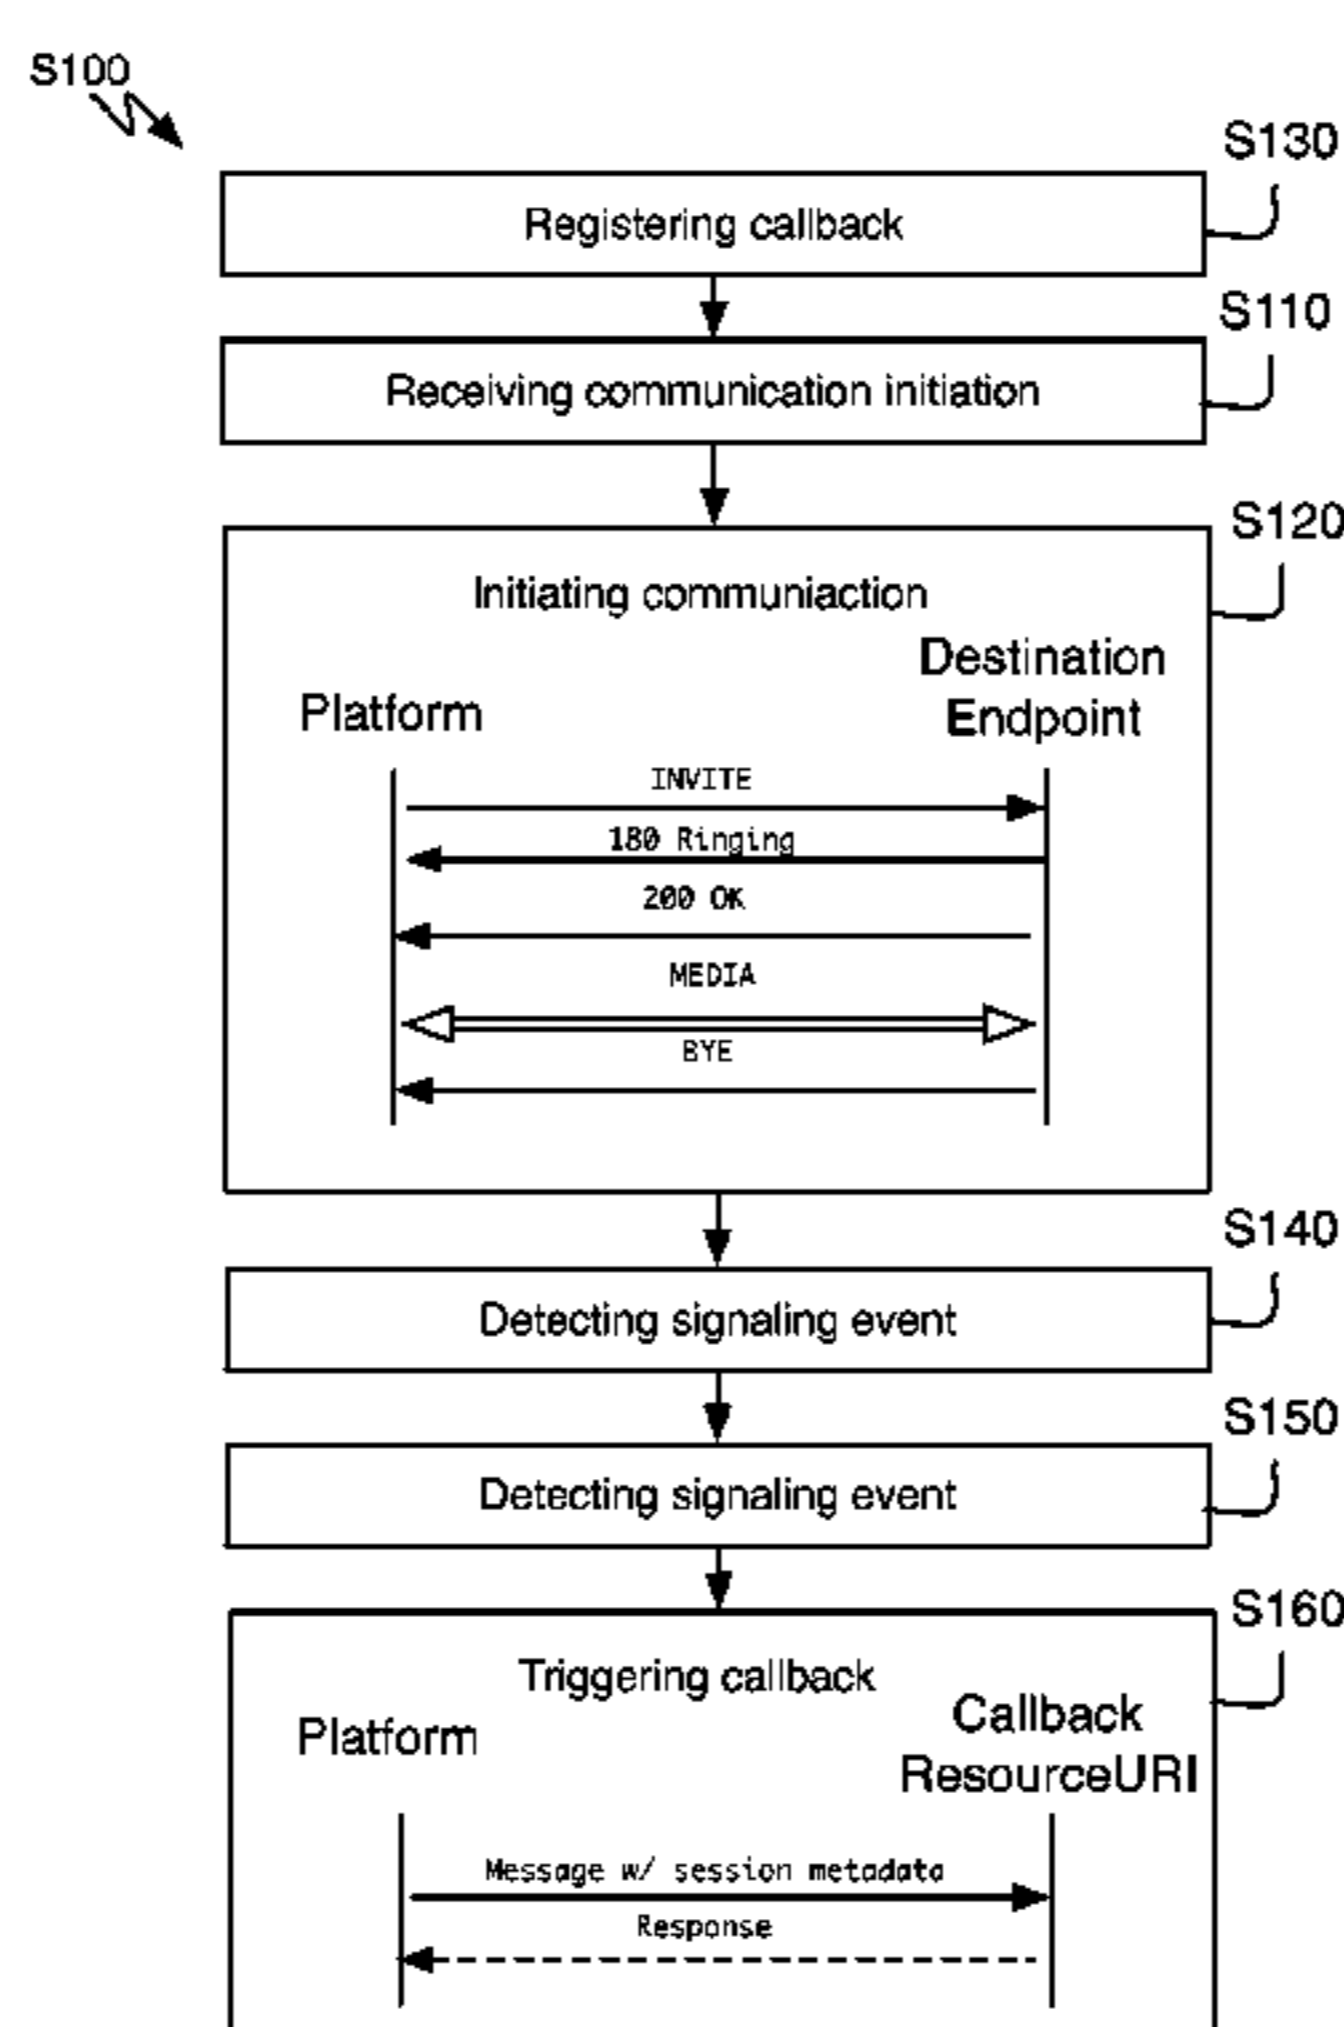 S100
S130
Registering callback
S110
Receiving communication initiation
S120
Initiating communiaction
Destination
Platform
Endpoint
INVITE
180 Ringing
200 OK
MEDIA
BYE
S140
Detecting signaling event
S150
Detecting signaling event
S160
Triggering callback
Callback
Platform
ResourceURI
Message w/ session metadata
Response